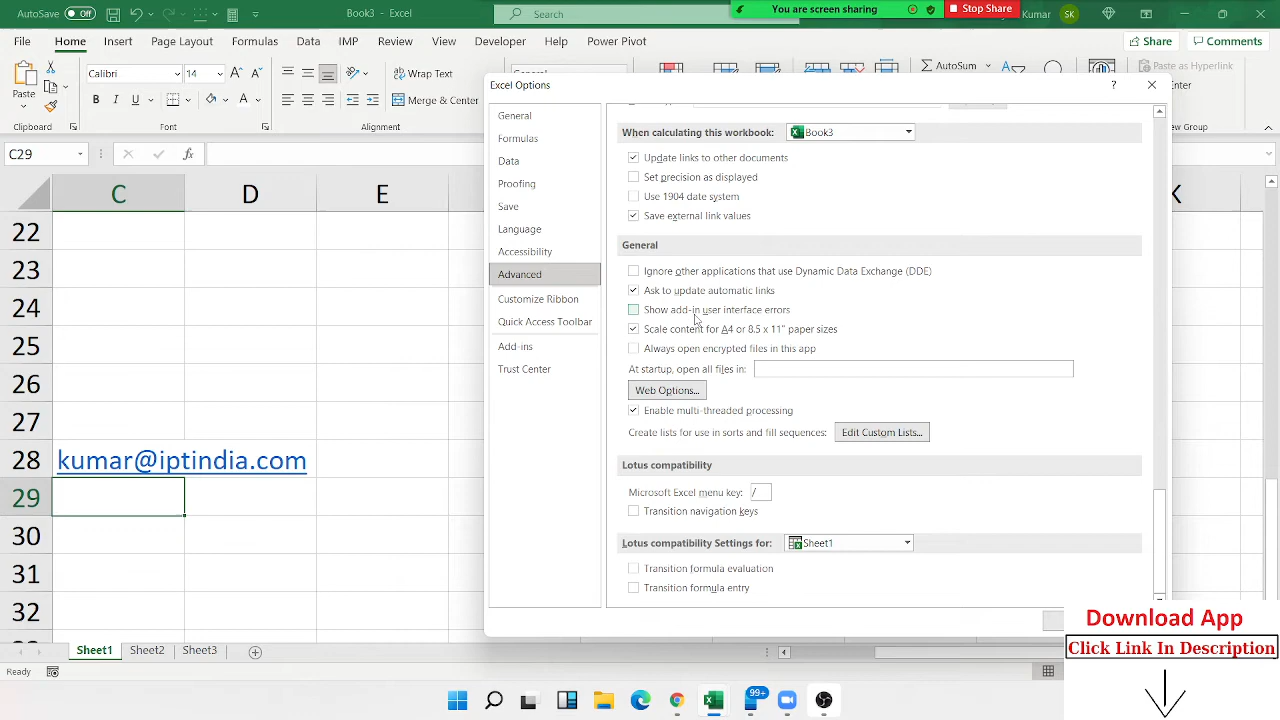 AutoSave Off Book3 - Excel Search You are screen sharing Stop Share Kumar SK
File Home Insert Page Layout Formulas Data IMP Review View Developer Help Power Pivot Share Comments
Paste Calibri 14 Wrap Text AutoSum Paste as Hyperlink
B I U Merge & Center
Clipboard Font Alignment
C29 fx
C D E K
22
23
24
25
26
27
28 kumar@iptindia.com
29
30
31
32
Excel Options ?
General
Formulas
Data
Proofing
Save
Language
Accessibility
Advanced
Customize Ribbon
Quick Access Toolbar
Add-ins
Trust Center
When calculating this workbook: Book3
Update links to other documents
Set precision as displayed
Use 1904 date system
Save external link values
General
Ignore other applications that use Dynamic Data Exchange (DDE)
Ask to update automatic links
Show add-in user interface errors
Scale content for A4 or 8.5 x 11" paper sizes
Always open encrypted files in this app
At startup, open all files in:
Web Options...
Enable multi-threaded processing
Create lists for use in sorts and fill sequences: Edit Custom Lists...
Lotus compatibility
Microsoft Excel menu key: /
Transition navigation keys
Lotus compatibility Settings for: Sheet1
Transition formula evaluation
Transition formula entry
Sheet1 Sheet2 Sheet3
Ready
99+
Download App
Click Link In Description